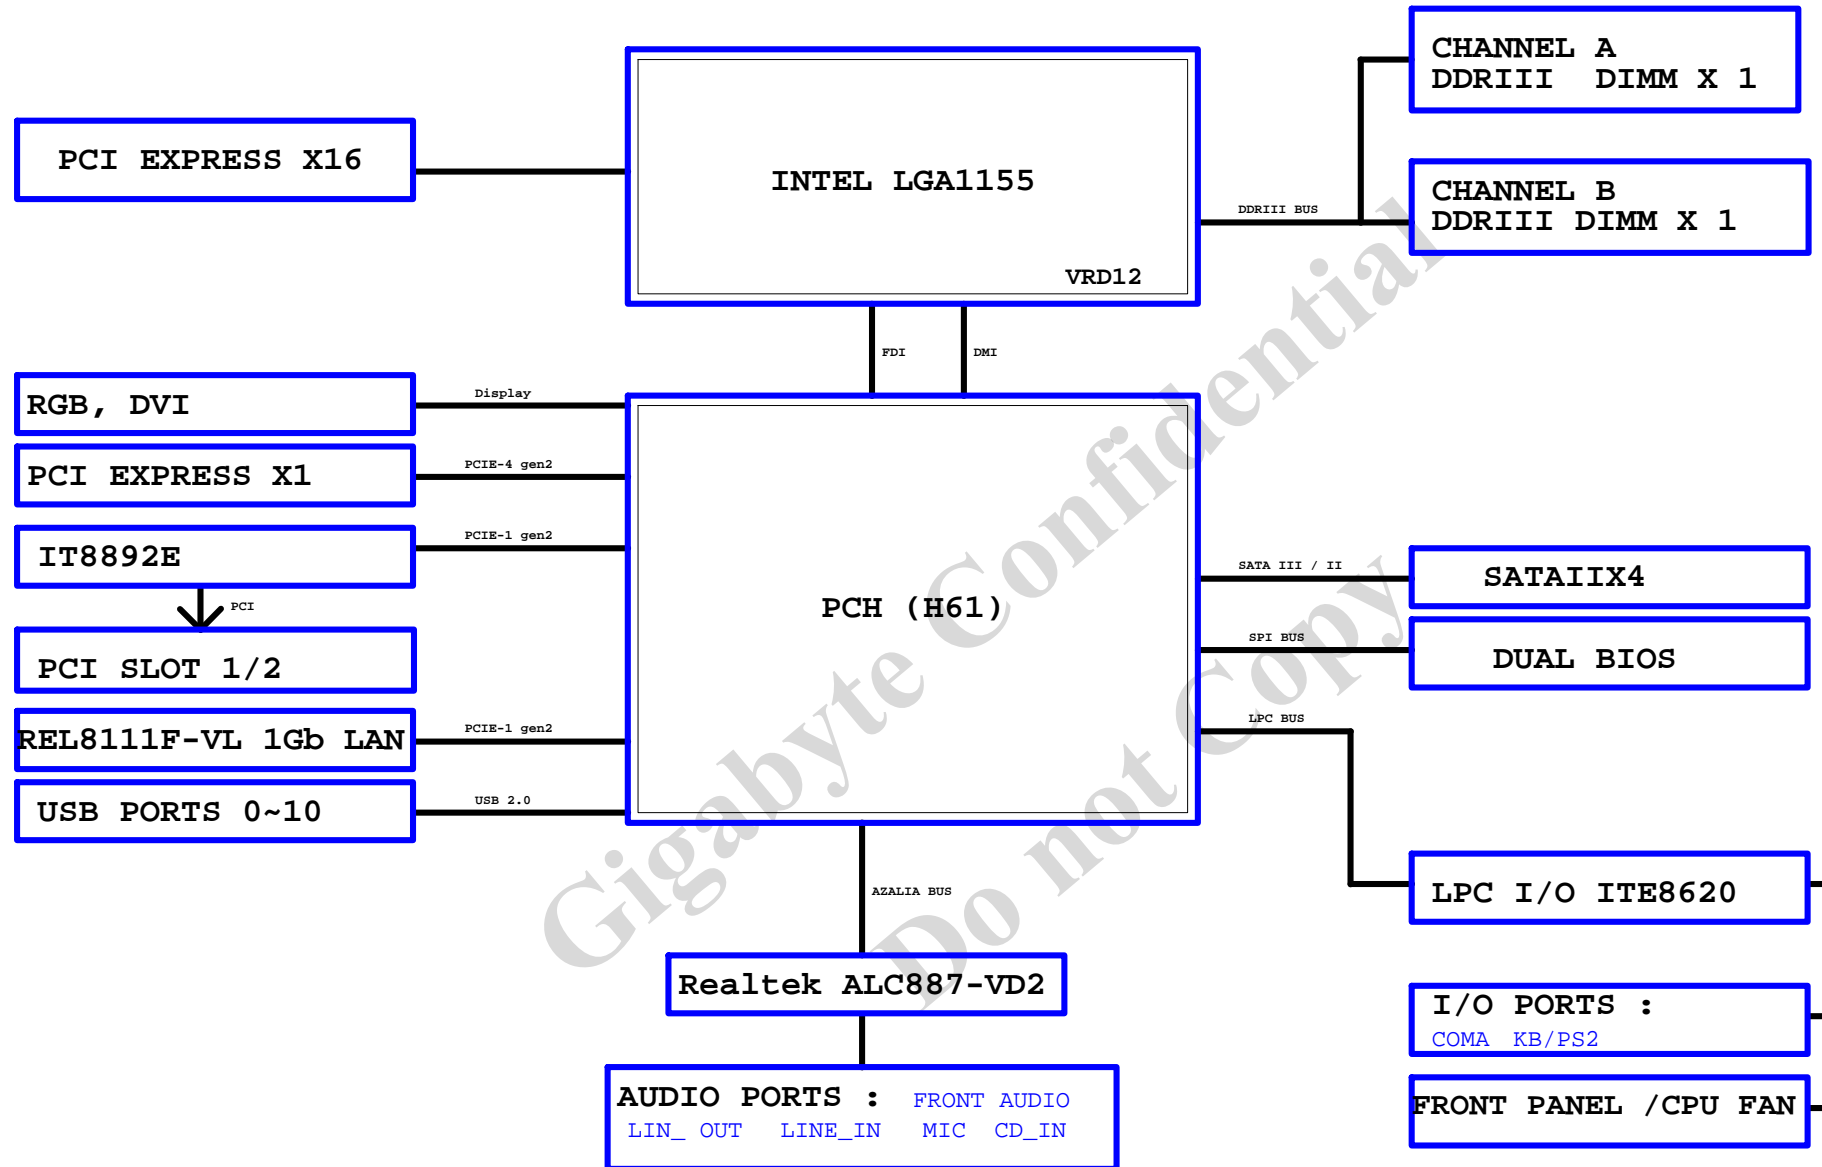 CHANNEL A
DDRIII DIMM X 1
PCI EXPRESS X16
INTEL LGA1155
DDRIII BUS
CHANNEL B
DDRIII DIMM X 1
VRD12
FDI
DMI
RGB, DVI
Display
PCI EXPRESS X1
PCIE-4 gen2
IT8892E
PCIE-1 gen2
PCI
PCI SLOT 1/2
REL8111F-VL 1Gb LAN
PCIE-1 gen2
USB PORTS 0~10
USB 2.0
PCH (H61)
SATA III / II
SATAIIX4
SPI BUS
DUAL BIOS
LPC BUS
LPC I/O ITE8620
AZALIA BUS
Realtek ALC887-VD2
AUDIO PORTS : FRONT AUDIO
LIN_ OUT LINE_IN MIC CD_IN
I/O PORTS :
COMA KB/PS2
FRONT PANEL /CPU FAN
Gigabyte Confidential
Do not Copy